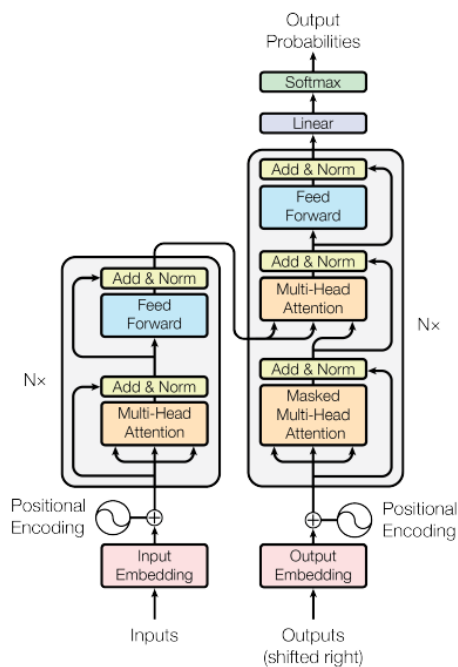 Output
Probabilities
Softmax
Linear
Add & Norm
Feed
Forward
Add & Norm
Multi-Head
Attention
Add & Norm
Masked
Multi-Head
Attention
N×
Add & Norm
Feed
Forward
Add & Norm
Multi-Head
Attention
N×
Positional
Encoding
Input
Embedding
Inputs
Positional
Encoding
Output
Embedding
Outputs
(shifted right)